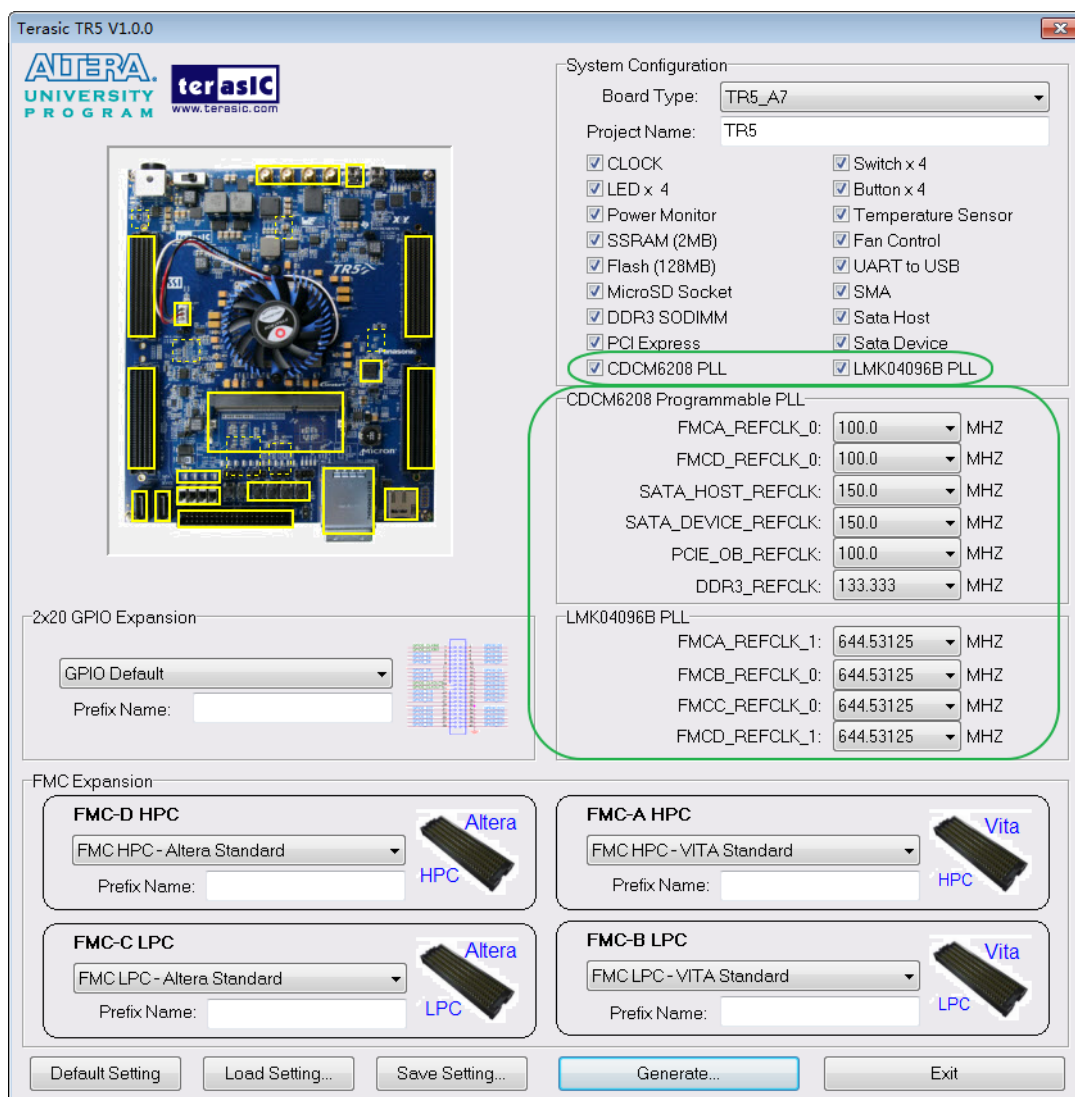 Terasic TR5 V1.0.0
ALTERA.
UNIVERSITY
PROGRAM
terasIC
www.terasic.com
TR5
Panasonic
Micron
System Configuration
Board Type: TR5_A7
Project Name: TR5
CLOCK Switch x 4
LED x 4 Button x 4
Power Monitor Temperature Sensor
SSRAM (2MB) Fan Control
Flash (128MB) UART to USB
MicroSD Socket SMA
DDR3 SODIMM Sata Host
PCI Express Sata Device
CDCM6208 PLL LMK04096B PLL
CDCM6208 Programmable PLL
FMCA_REFCLK_0: 100.0 MHZ
FMCD_REFCLK_0: 100.0 MHZ
SATA_HOST_REFCLK: 150.0 MHZ
SATA_DEVICE_REFCLK: 150.0 MHZ
PCIE_OB_REFCLK: 100.0 MHZ
DDR3_REFCLK: 133.333 MHZ
2x20 GPIO Expansion
GPIO Default
Prefix Name:
LMK04096B PLL
FMCA_REFCLK_1: 644.53125 MHZ
FMCB_REFCLK_0: 644.53125 MHZ
FMCC_REFCLK_0: 644.53125 MHZ
FMCD_REFCLK_1: 644.53125 MHZ
FMC Expansion
FMC-D HPC
Altera
FMC HPC - Altera Standard
HPC
Prefix Name:
FMC-A HPC
Vita
FMC HPC - VITA Standard
HPC
Prefix Name:
FMC-C LPC
Altera
FMC LPC - Altera Standard
LPC
Prefix Name:
FMC-B LPC
Vita
FMC LPC - VITA Standard
LPC
Prefix Name:
Default Setting Load Setting... Save Setting... Generate... Exit